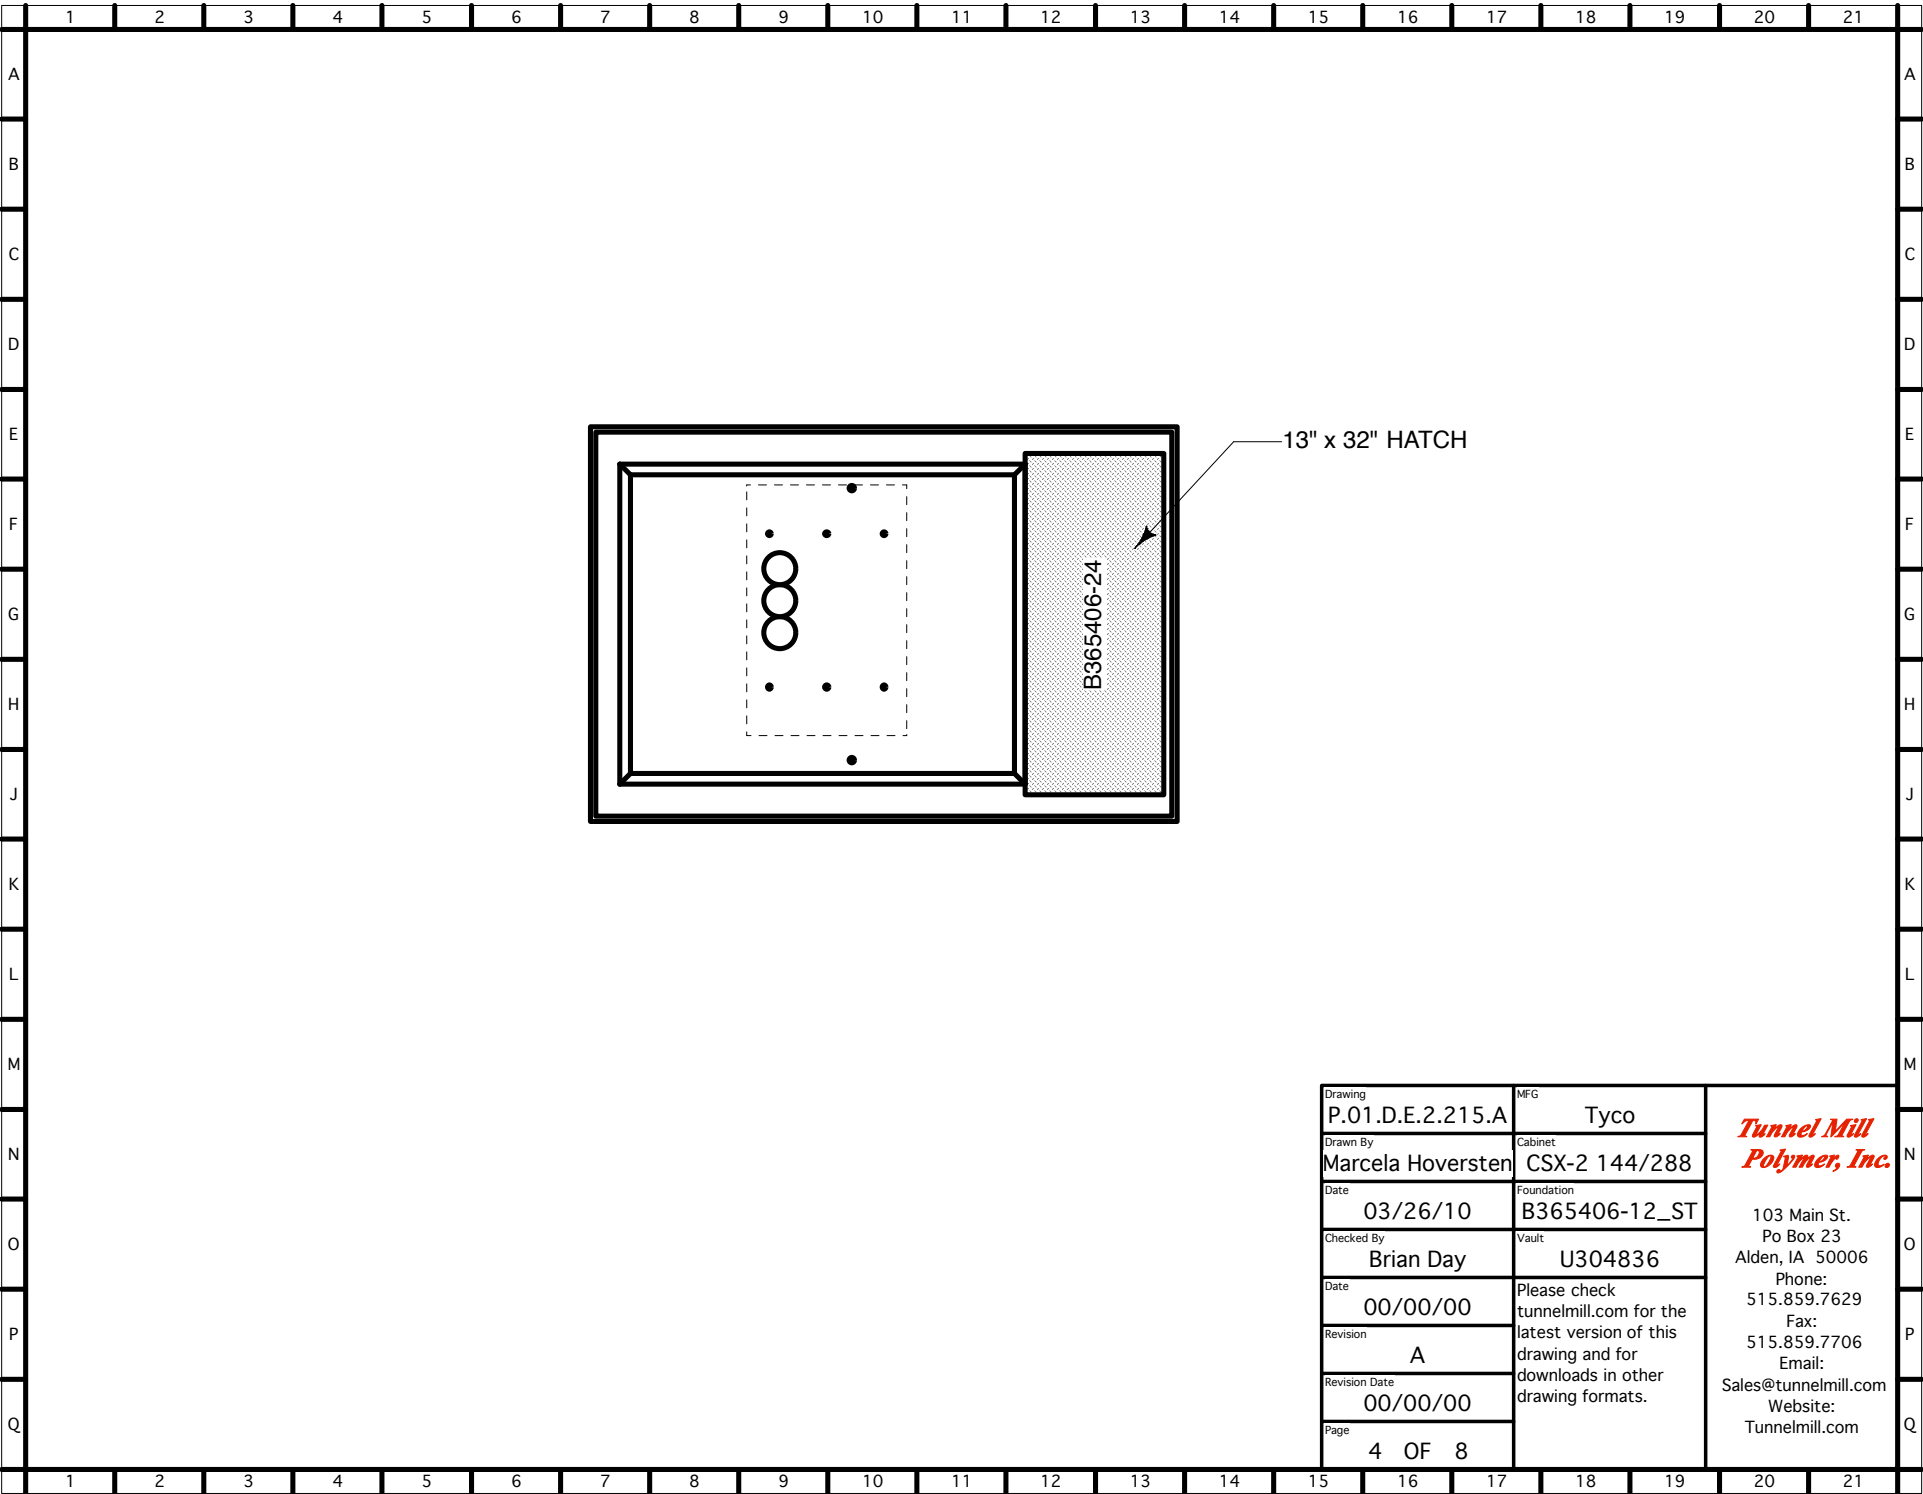 1 2 3 4 5 6 7 8 9 10 11 12 13 14 15 16 17 18 19 20 21
A A
B B
C C
D D
E E
F F
G G
H H
J J
K K
L L
M M
N N
O O
P P
Q Q
13" x 32" HATCH
B365406-24
Drawing
P.01.D.E.2.215.A
MFG
Tyco
Drawn By
Marcela Hoversten
Cabinet
CSX-2 144/288
Date
03/26/10
Foundation
B365406-12_ST
Checked By
Brian Day
Vault
U304836
Date
00/00/00
Revision
A
Revision Date
00/00/00
Page
4 OF 8
Please check
tunnelmill.com for the
latest version of this
drawing and for
downloads in other
drawing formats.
Tunnel Mill
Polymer, Inc.
103 Main St.
Po Box 23
Alden, IA 50006
Phone:
515.859.7629
Fax:
515.859.7706
Email:
Sales@tunnelmill.com
Website:
Tunnelmill.com
1 2 3 4 5 6 7 8 9 10 11 12 13 14 15 16 17 18 19 20 21